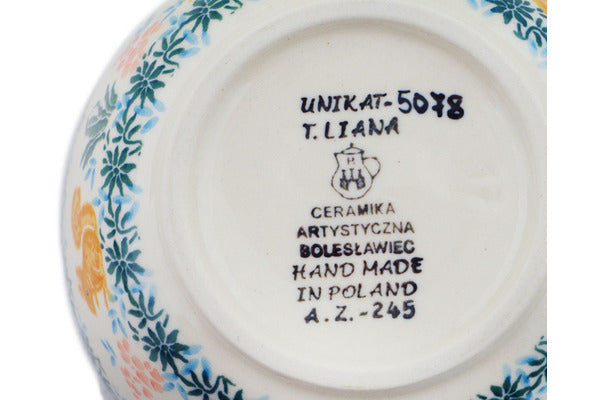 UNIKAT-5078
T. LIANA
CERAMIKA
ARTYSTYCZNA
BOLESŁAWIEC
HAND MADE
IN POLAND
A.Z.-245